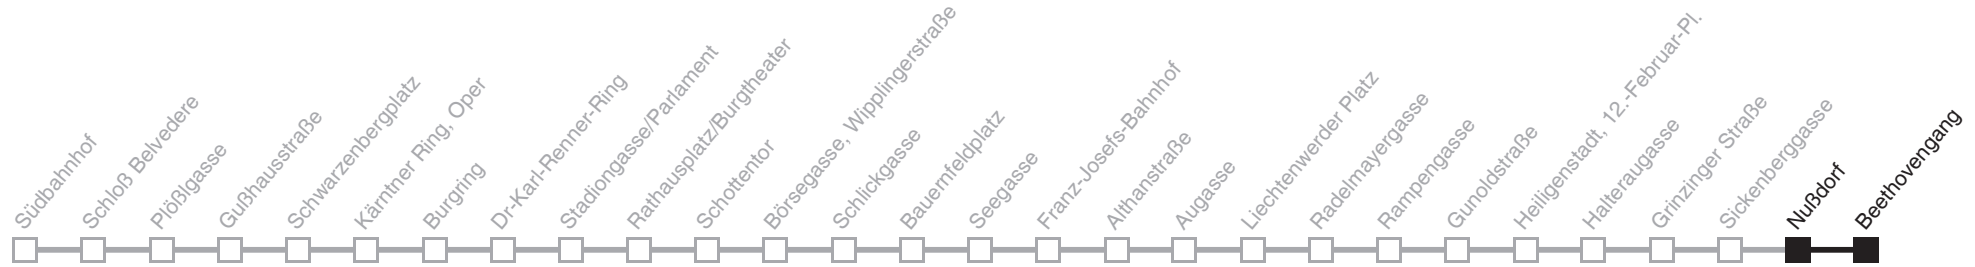 Südbahnhof
Schloß Belvedere
Plößlgasse
Gußhausstraße
Schwarzenbergplatz
Kärntner Ring, Oper
Burgring
Dr-Karl-Renner-Ring
Stadiongasse/Parlament
Rathausplatz/Burgtheater
Schottentor
Börsegasse, Wipplingerstraße
Schlickgasse
Bauernfeldplatz
Seegasse
Franz-Josefs-Bahnhof
Althanstraße
Augasse
Liechtenwerder Platz
Radelmayergasse
Rampengasse
Gunoldstraße
Heiligenstadt, 12.-Februar-Pl.
Halteraugasse
Grinzinger Straße
Sickenberggasse
Nußdorf
Beethovengang